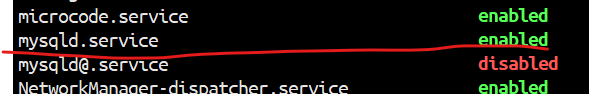 microcode.service enabled
mysqld.service enabled
mysqld@.service disabled
NetworkManager-dispatcher.service enabled